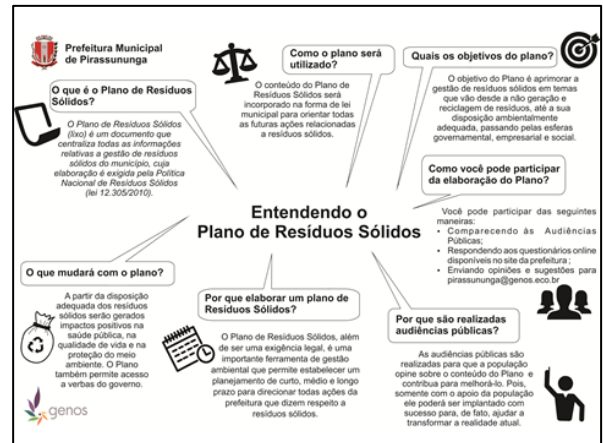 Prefeitura Municipal
de Pirassununga
O que é o Plano de Resíduos
Sólidos?
O Plano de Resíduos Sólidos
(lixo) é um documento que
centraliza todas as informações
relativas a gestão de resíduos
sólidos do município, cuja
elaboração é exigida pela Política
Nacional de Resíduos Sólidos
(lei 12.305/2010).
Como o plano será
utilizado?
O conteúdo do Plano de
Resíduos Sólidos será
incorporado na forma de lei
municipal para orientar todas
as futuras ações relacionadas
a resíduos sólidos.
Quais os objetivos do plano?
O objetivo do Plano é aprimorar a
gestão de resíduos sólidos em temas
que vão desde a não geração e
reciclagem de resíduos, até a sua
disposição ambientalmente
adequada, passando pelas esferas
governamental, empresarial e social.
Como você pode participar
da elaboração do Plano?
Você pode participar das seguintes
maneiras:
• Comparecendo às Audiências
Públicas;
• Respondendo aos questionários online
disponíveis no site da prefeitura ;
• Enviando opiniões e sugestões para
pirassununga@genos.eco.br
Entendendo o
Plano de Resíduos Sólidos
O que mudará com o plano?
A partir da disposição
adequada dos resíduos
sólidos serão gerados
impactos positivos na
saúde pública, na
qualidade de vida e na
proteção do meio
ambiente. O Plano
também permite acesso
a verbas do governo.
Por que elaborar um plano de
Resíduos Sólidos?
O Plano de Resíduos Sólidos, além
de ser uma exigência legal, é uma
importante ferramenta de gestão
ambiental que permite estabelecer um
planejamento de curto, médio e longo
prazo para direcionar todas ações da
prefeitura que dizem respeito a
resíduos sólidos.
Por que são realizadas
audiências públicas?
As audiências públicas são
realizadas para que a população
opine sobre o conteúdo do Plano e
contribua para melhorá-lo. Pois,
somente com o apoio da população
ele poderá ser implantado com
sucesso para, de fato, ajudar a
transformar a realidade atual.
genos